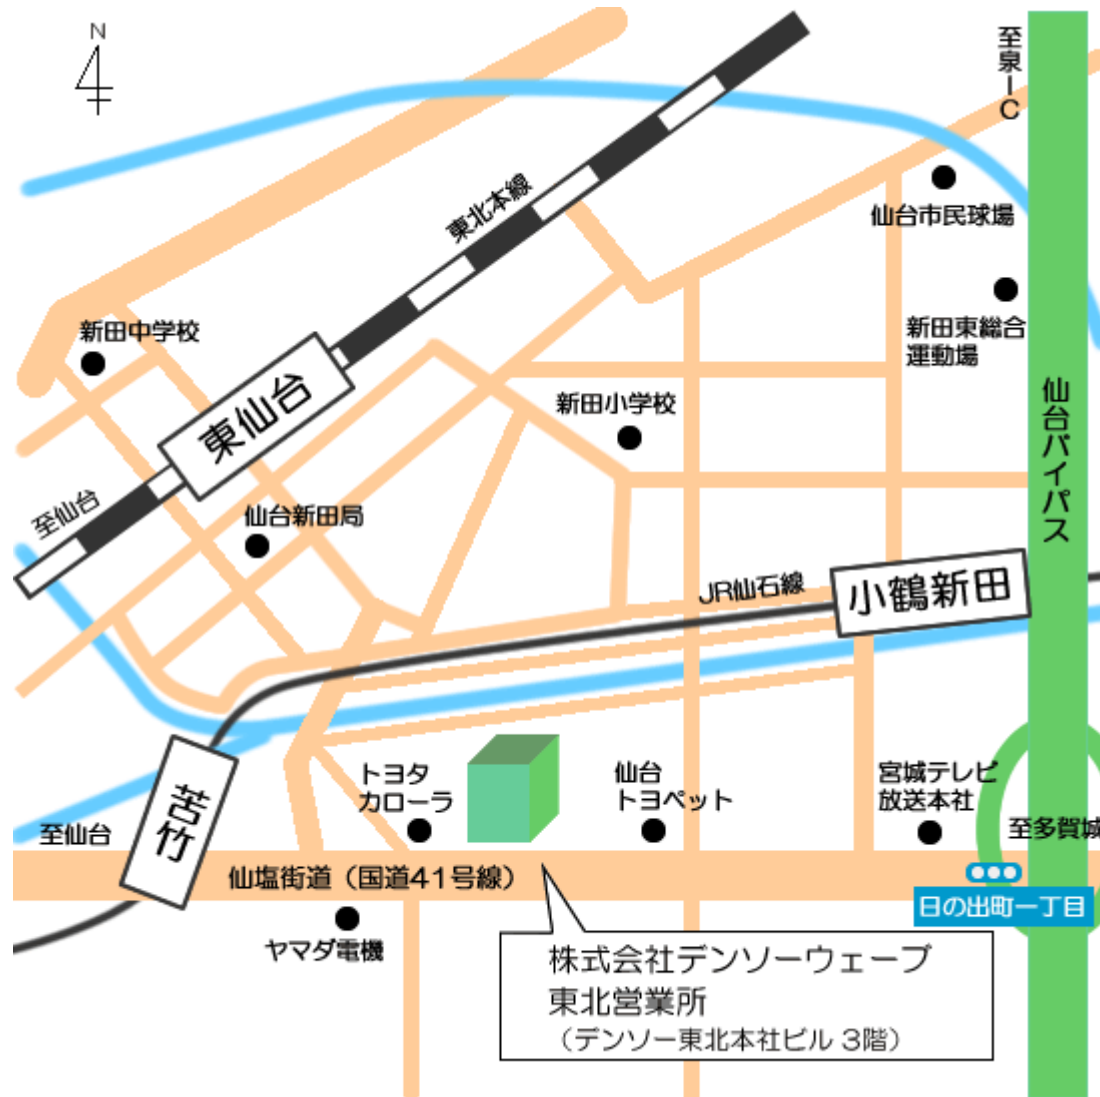 N
至泉IC
東北本線
仙台市民球場
新田中学校
新田東総合
運動場
東仙台
仙台バイパス
新田小学校
至仙台
仙台新田局
JR仙石線
小鶴新田
トヨタ
カローラ
仙台
トヨペット
宮城テレビ
放送本社
苦竹
至仙台
至多賀城
仙塩街道（国道41号線）
日の出町一丁目
ヤマダ電機
株式会社デンソーウェーブ
東北営業所
（デンソー東北本社ビル 3階）